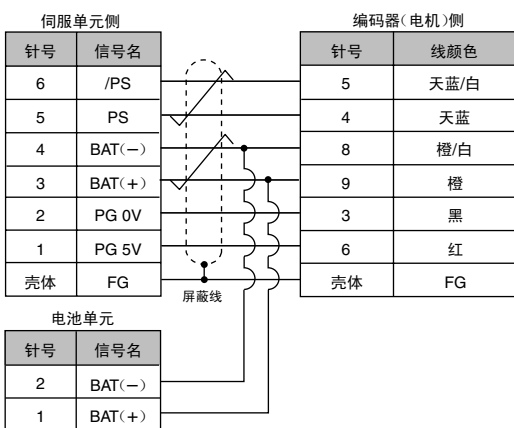 伺服单元侧 编码器（电机）侧
针号 信号名 针号 线颜色
6 /PS 5 天蓝/白
5 PS 4 天蓝
4 BAT(−) 8 橙/白
3 BAT(+) 9 橙
2 PG 0V 3 黑
1 PG 5V 6 红
壳体 FG 壳体 FG
屏蔽线
电池单元
针号 信号名
2 BAT(−)
1 BAT(+)